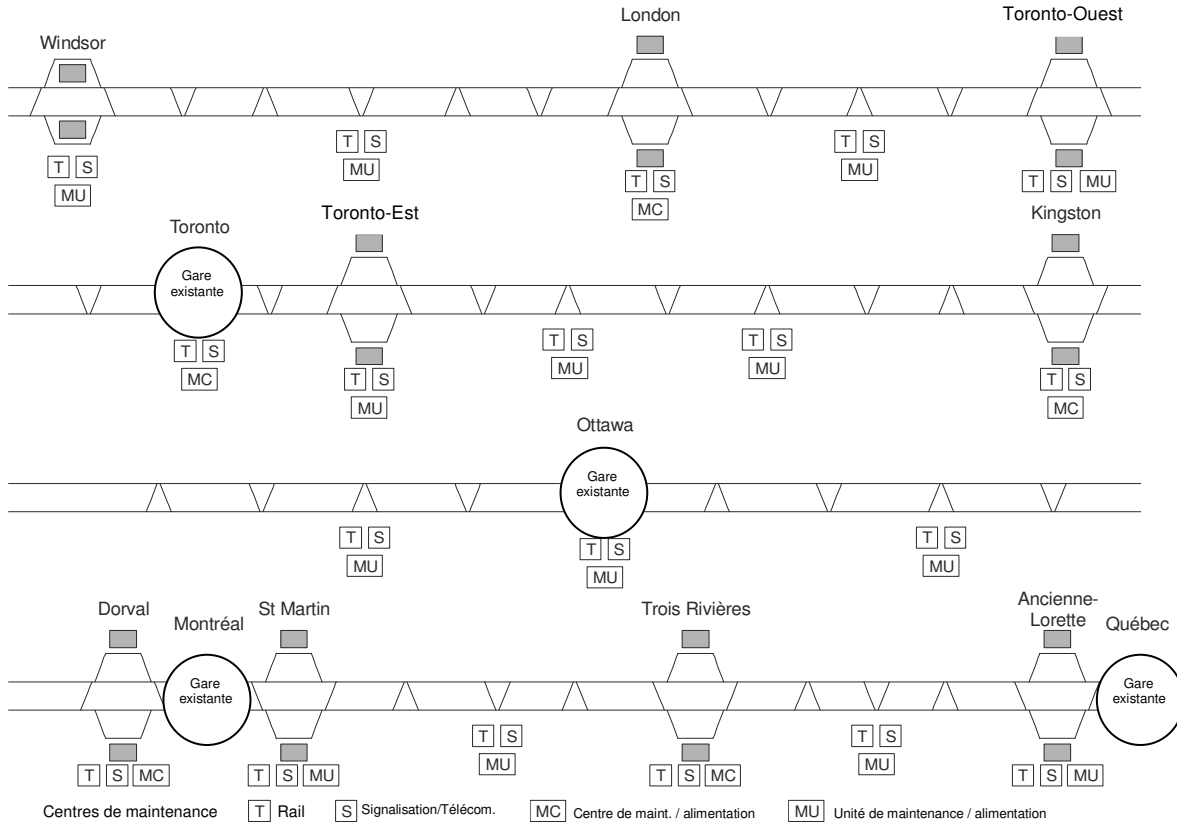 London
Toronto-Ouest
Windsor
T S
MU
T S
MU
T S
MC
T S
MU
T S MU
Toronto
Toronto-Est
Kingston
Gare
existante
T S
MC
T S
MU
T S
MU
T S
MU
T S
MC
Ottawa
Gare
existante
T S
MU
T S
MU
T S
MU
Dorval
Montréal
St Martin
Trois Rivières
Ancienne-
Lorette
Québec
Gare
existante
Gare
existante
T S MC
T S MU
T S
MU
T S MC
T S
MU
T S MU
Centres de maintenance T Rail S Signalisation/Télécom. MC Centre de maint. / alimentation MU Unité de maintenance / alimentation